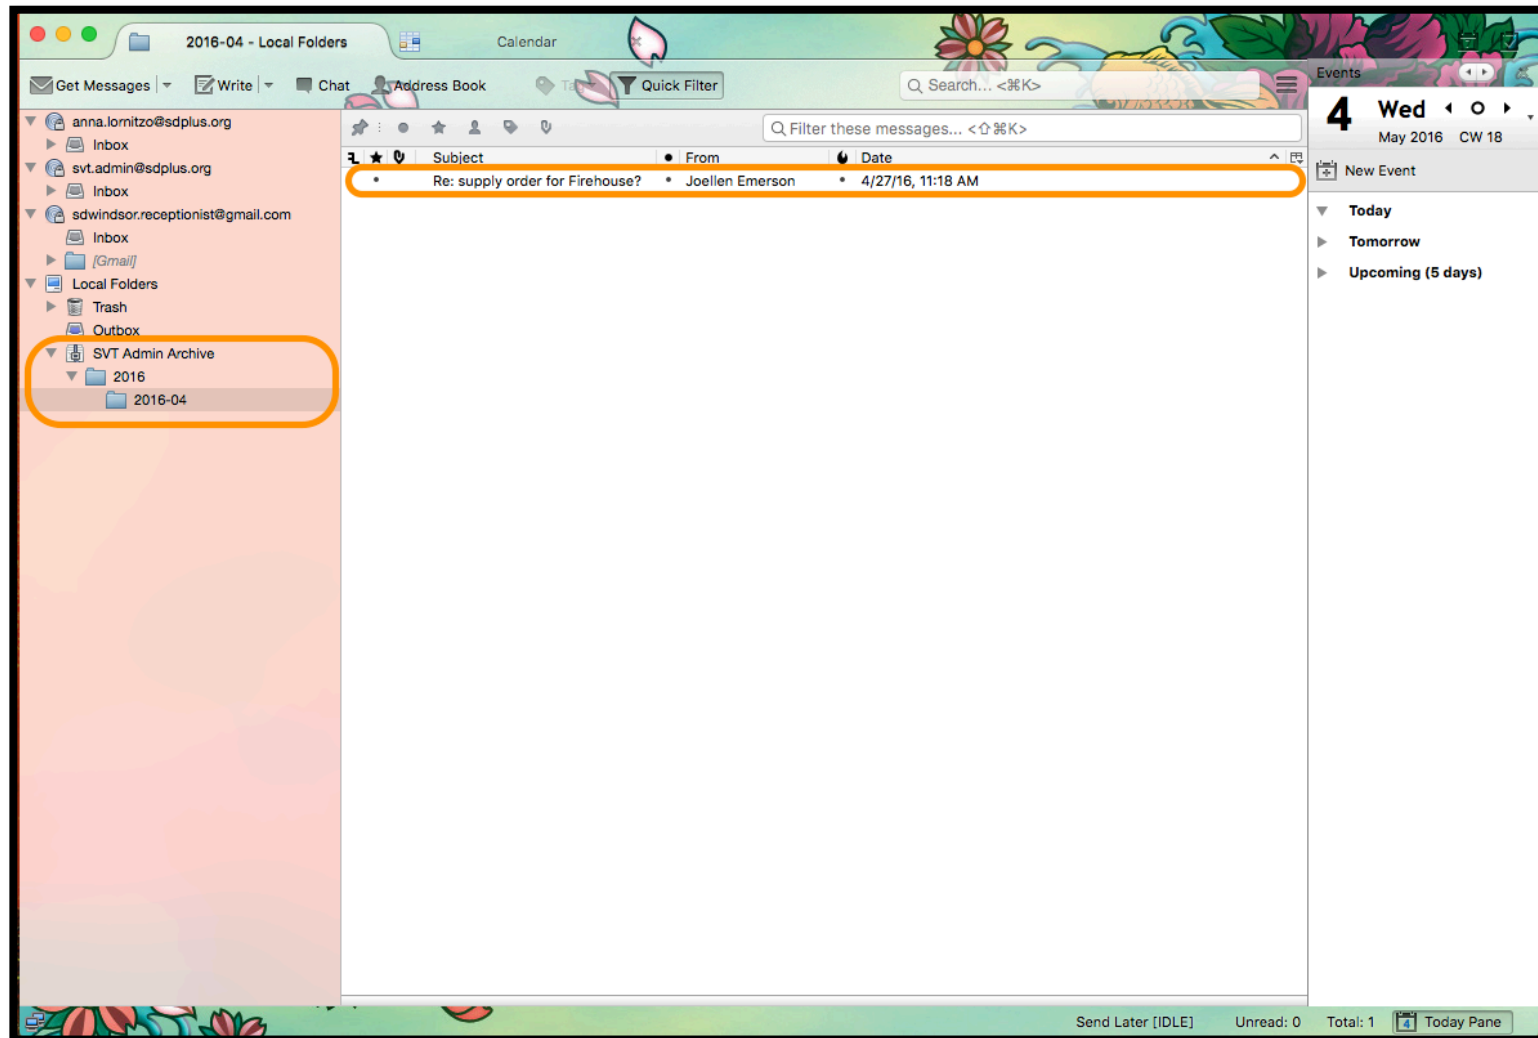 2016-04 - Local Folders
Calendar
Get Messages
Write
Chat
Address Book
Quick Filter
Search... <⌘K>
Events
4
Wed
May 2016 CW 18
New Event
Today
Tomorrow
Upcoming (5 days)
anna.lornitzo@sdplus.org
Inbox
svt.admin@sdplus.org
Inbox
sdwindsor.receptionist@gmail.com
Inbox
[Gmail]
Local Folders
Trash
Outbox
SVT Admin Archive
2016
2016-04
Filter these messages... <⇧⌘K>
Subject From Date
Re: supply order for Firehouse? Joellen Emerson 4/27/16, 11:18 AM
Send Later [IDLE] Unread: 0 Total: 1 4 Today Pane